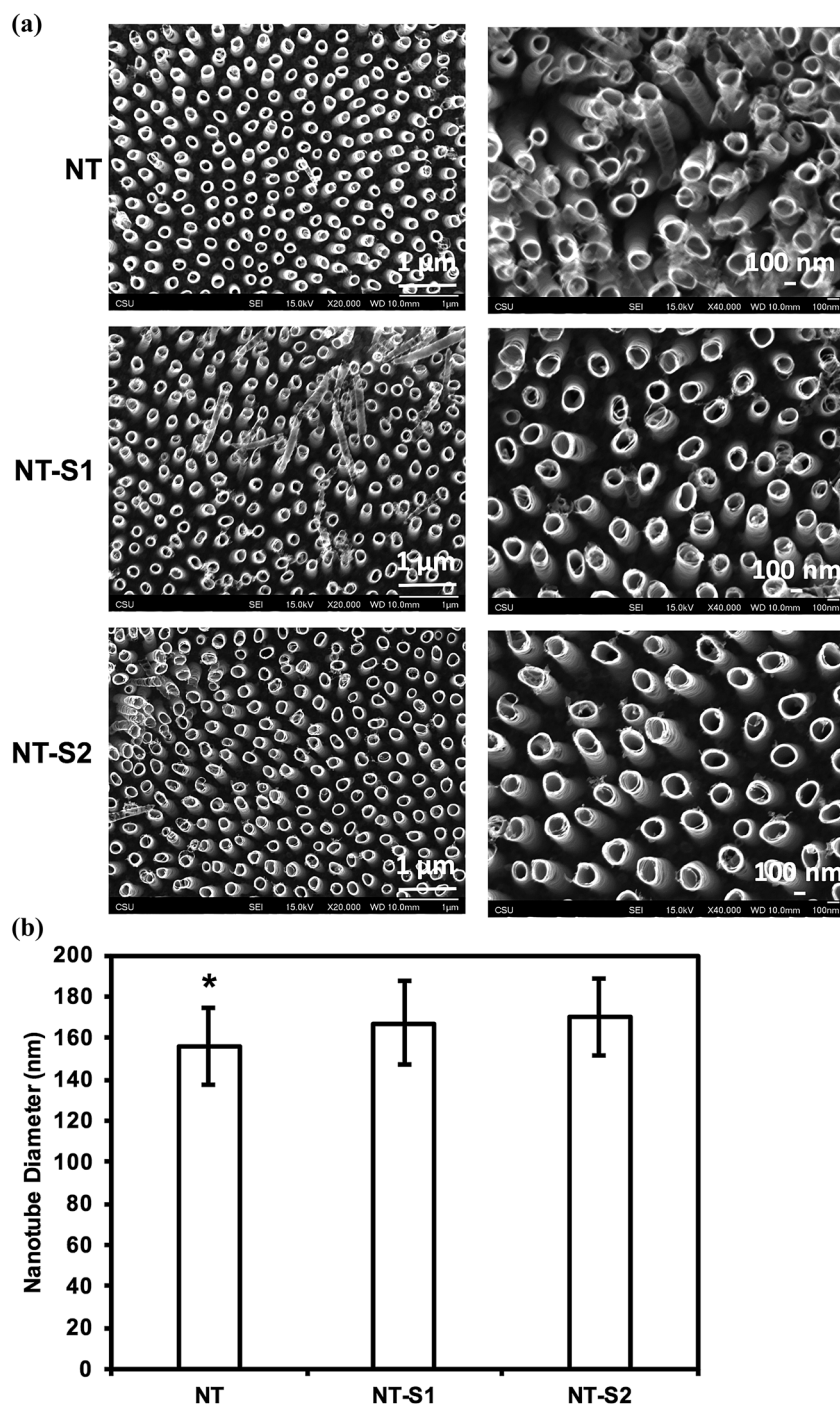 (a)
NT
1 µm
CSU SEI 15.0kV X20,000 WD 10.0mm 1µm
100 nm
CSU SEI 15.0kV X40,000 WD 10.0mm 100nm
NT-S1
1 µm
CSU SEI 15.0kV X20,000 WD 10.0mm 1µm
100 nm
CSU SEI 15.0kV X40,000 WD 10.0mm 100nm
NT-S2
1 µm
CSU SEI 15.0kV X20,000 WD 10.0mm 1µm
100 nm
CSU SEI 15.0kV X40,000 WD 10.0mm 100nm
(b)
Nanotube Diameter (nm)
200
180
160
140
120
100
80
60
40
20
0
*
NT NT-S1 NT-S2